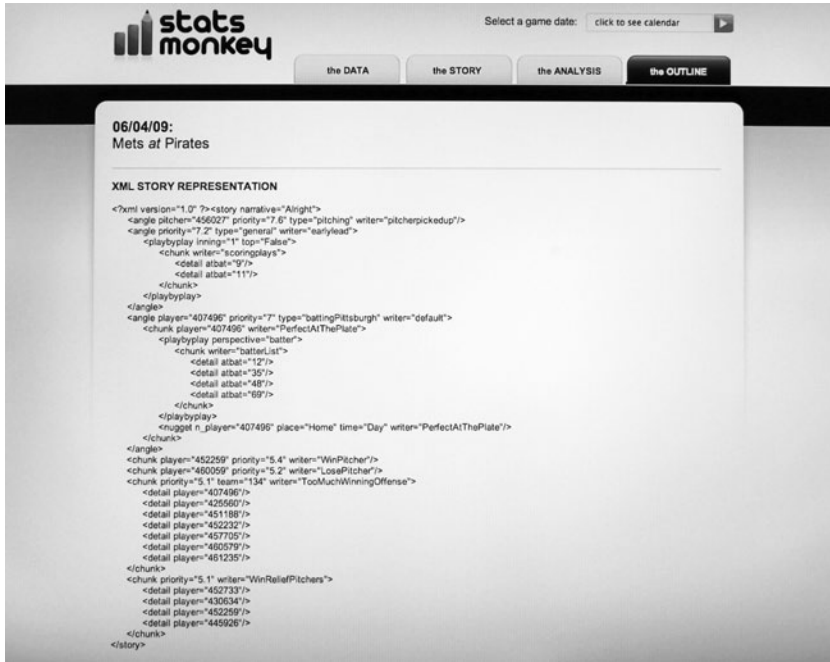 stats
monkey
Select a game date: click to see calendar
the DATA
the STORY
the ANALYSIS
the OUTLINE
06/04/09:
Mets at Pirates
XML STORY REPRESENTATION
<?xml version="1.0" ?><story narrative="Alright">
<angle pitcher="456027" priority="7.6" type="pitching" writer="pitcherpickedup"/>
<angle priority="7.2" type="general" writer="earlylead">
<playbyplay inning="1" top="False">
<chunk writer="scoringplays">
<detail atbat="9"/>
<detail atbat="11"/>
</chunk>
</playbyplay>
</angle>
<angle player="407496" priority="7" type="battingPittsburgh" writer="default">
<chunk player="407496" writer="PerfectAtThePlate">
<playbyplay perspective="batter">
<chunk writer="batterList">
<detail atbat="12"/>
<detail atbat="35"/>
<detail atbat="48"/>
<detail atbat="69"/>
</chunk>
</playbyplay>
<nugget n_player="407496" place="Home" time="Day" writer="PerfectAtThePlate"/>
</chunk>
</angle>
<chunk player="452259" priority="5.4" writer="WinPitcher"/>
<chunk player="460059" priority="5.2" writer="LosePitcher"/>
<chunk priority="5.1" team="134" writer="TooMuchWinningOffense">
<detail player="407496"/>
<detail player="425560"/>
<detail player="451188"/>
<detail player="452232"/>
<detail player="457705"/>
<detail player="460579"/>
<detail player="461235"/>
</chunk>
<chunk priority="5.1" writer="WinReliefPitchers">
<detail player="452733"/>
<detail player="430634"/>
<detail player="452259"/>
<detail player="445926"/>
</chunk>
</story>